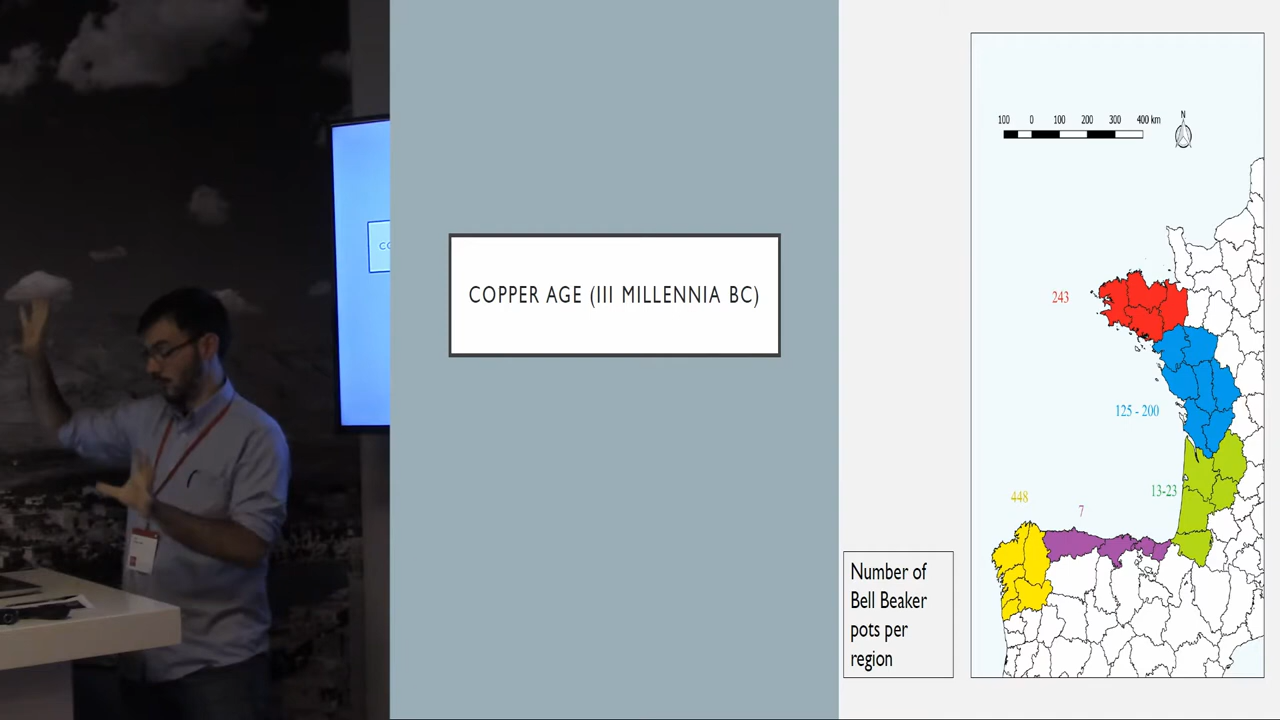 CO
COPPER AGE (III MILLENNIA BC)
100 0 100 200 300 400 km
N
243
125 - 200
13-23
448
7
Number of
Bell Beaker
pots per
region